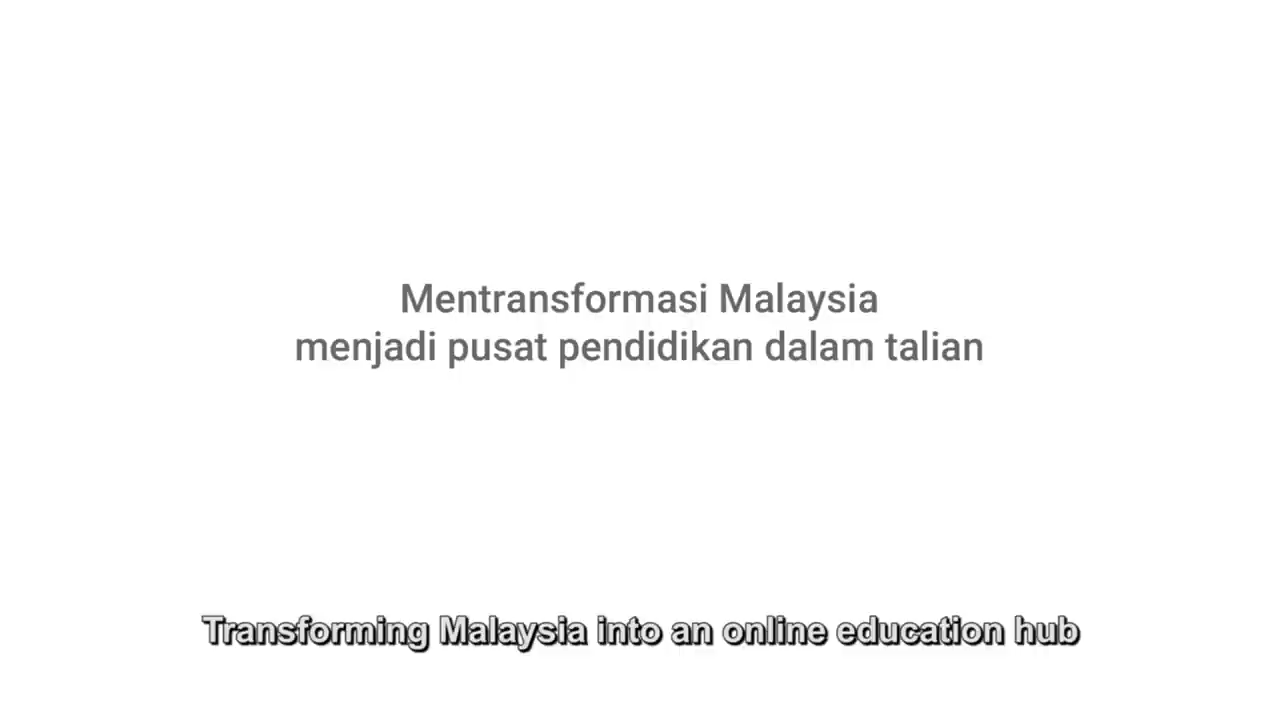 Mentransformasi Malaysia
menjadi pusat pendidikan dalam talian
Transforming Malaysia into an online education hub